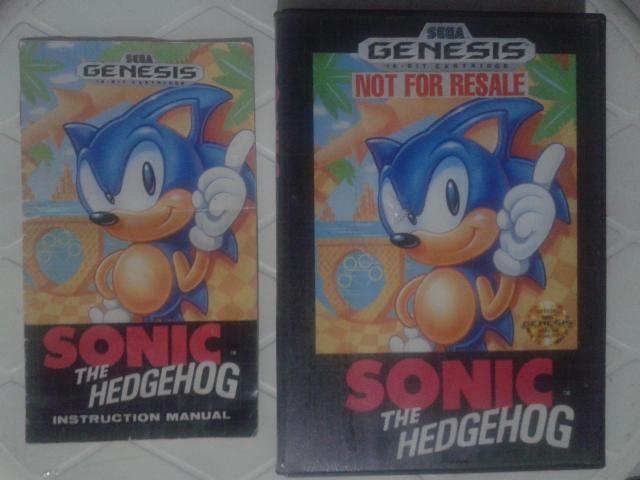 SEGA
GENESIS
16-BIT CARTRIDGE
SONIC
THE
HEDGEHOG
INSTRUCTION MANUAL
SEGA
GENESIS
16-BIT CARTRIDGE
NOT FOR RESALE
GENESIS
SONIC
THE
HEDGEHOG